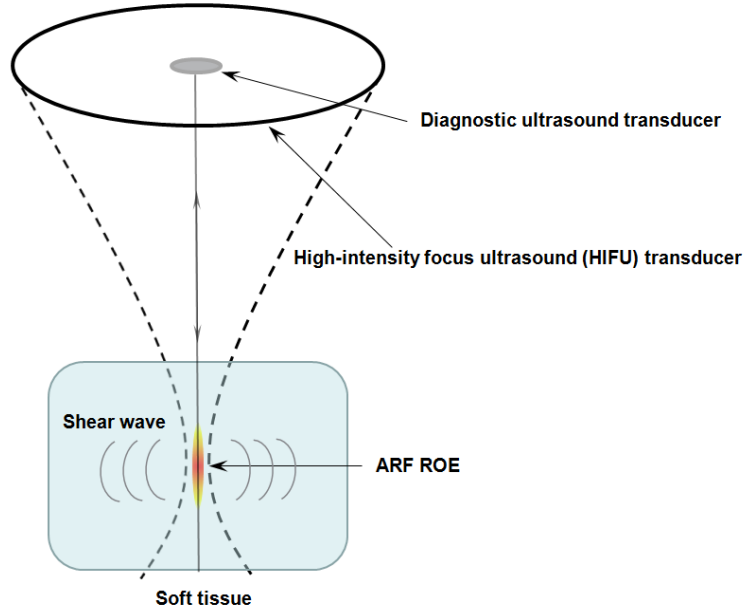 Diagnostic ultrasound transducer
High-intensity focus ultrasound (HIFU) transducer
Shear wave
ARF ROE
Soft tissue